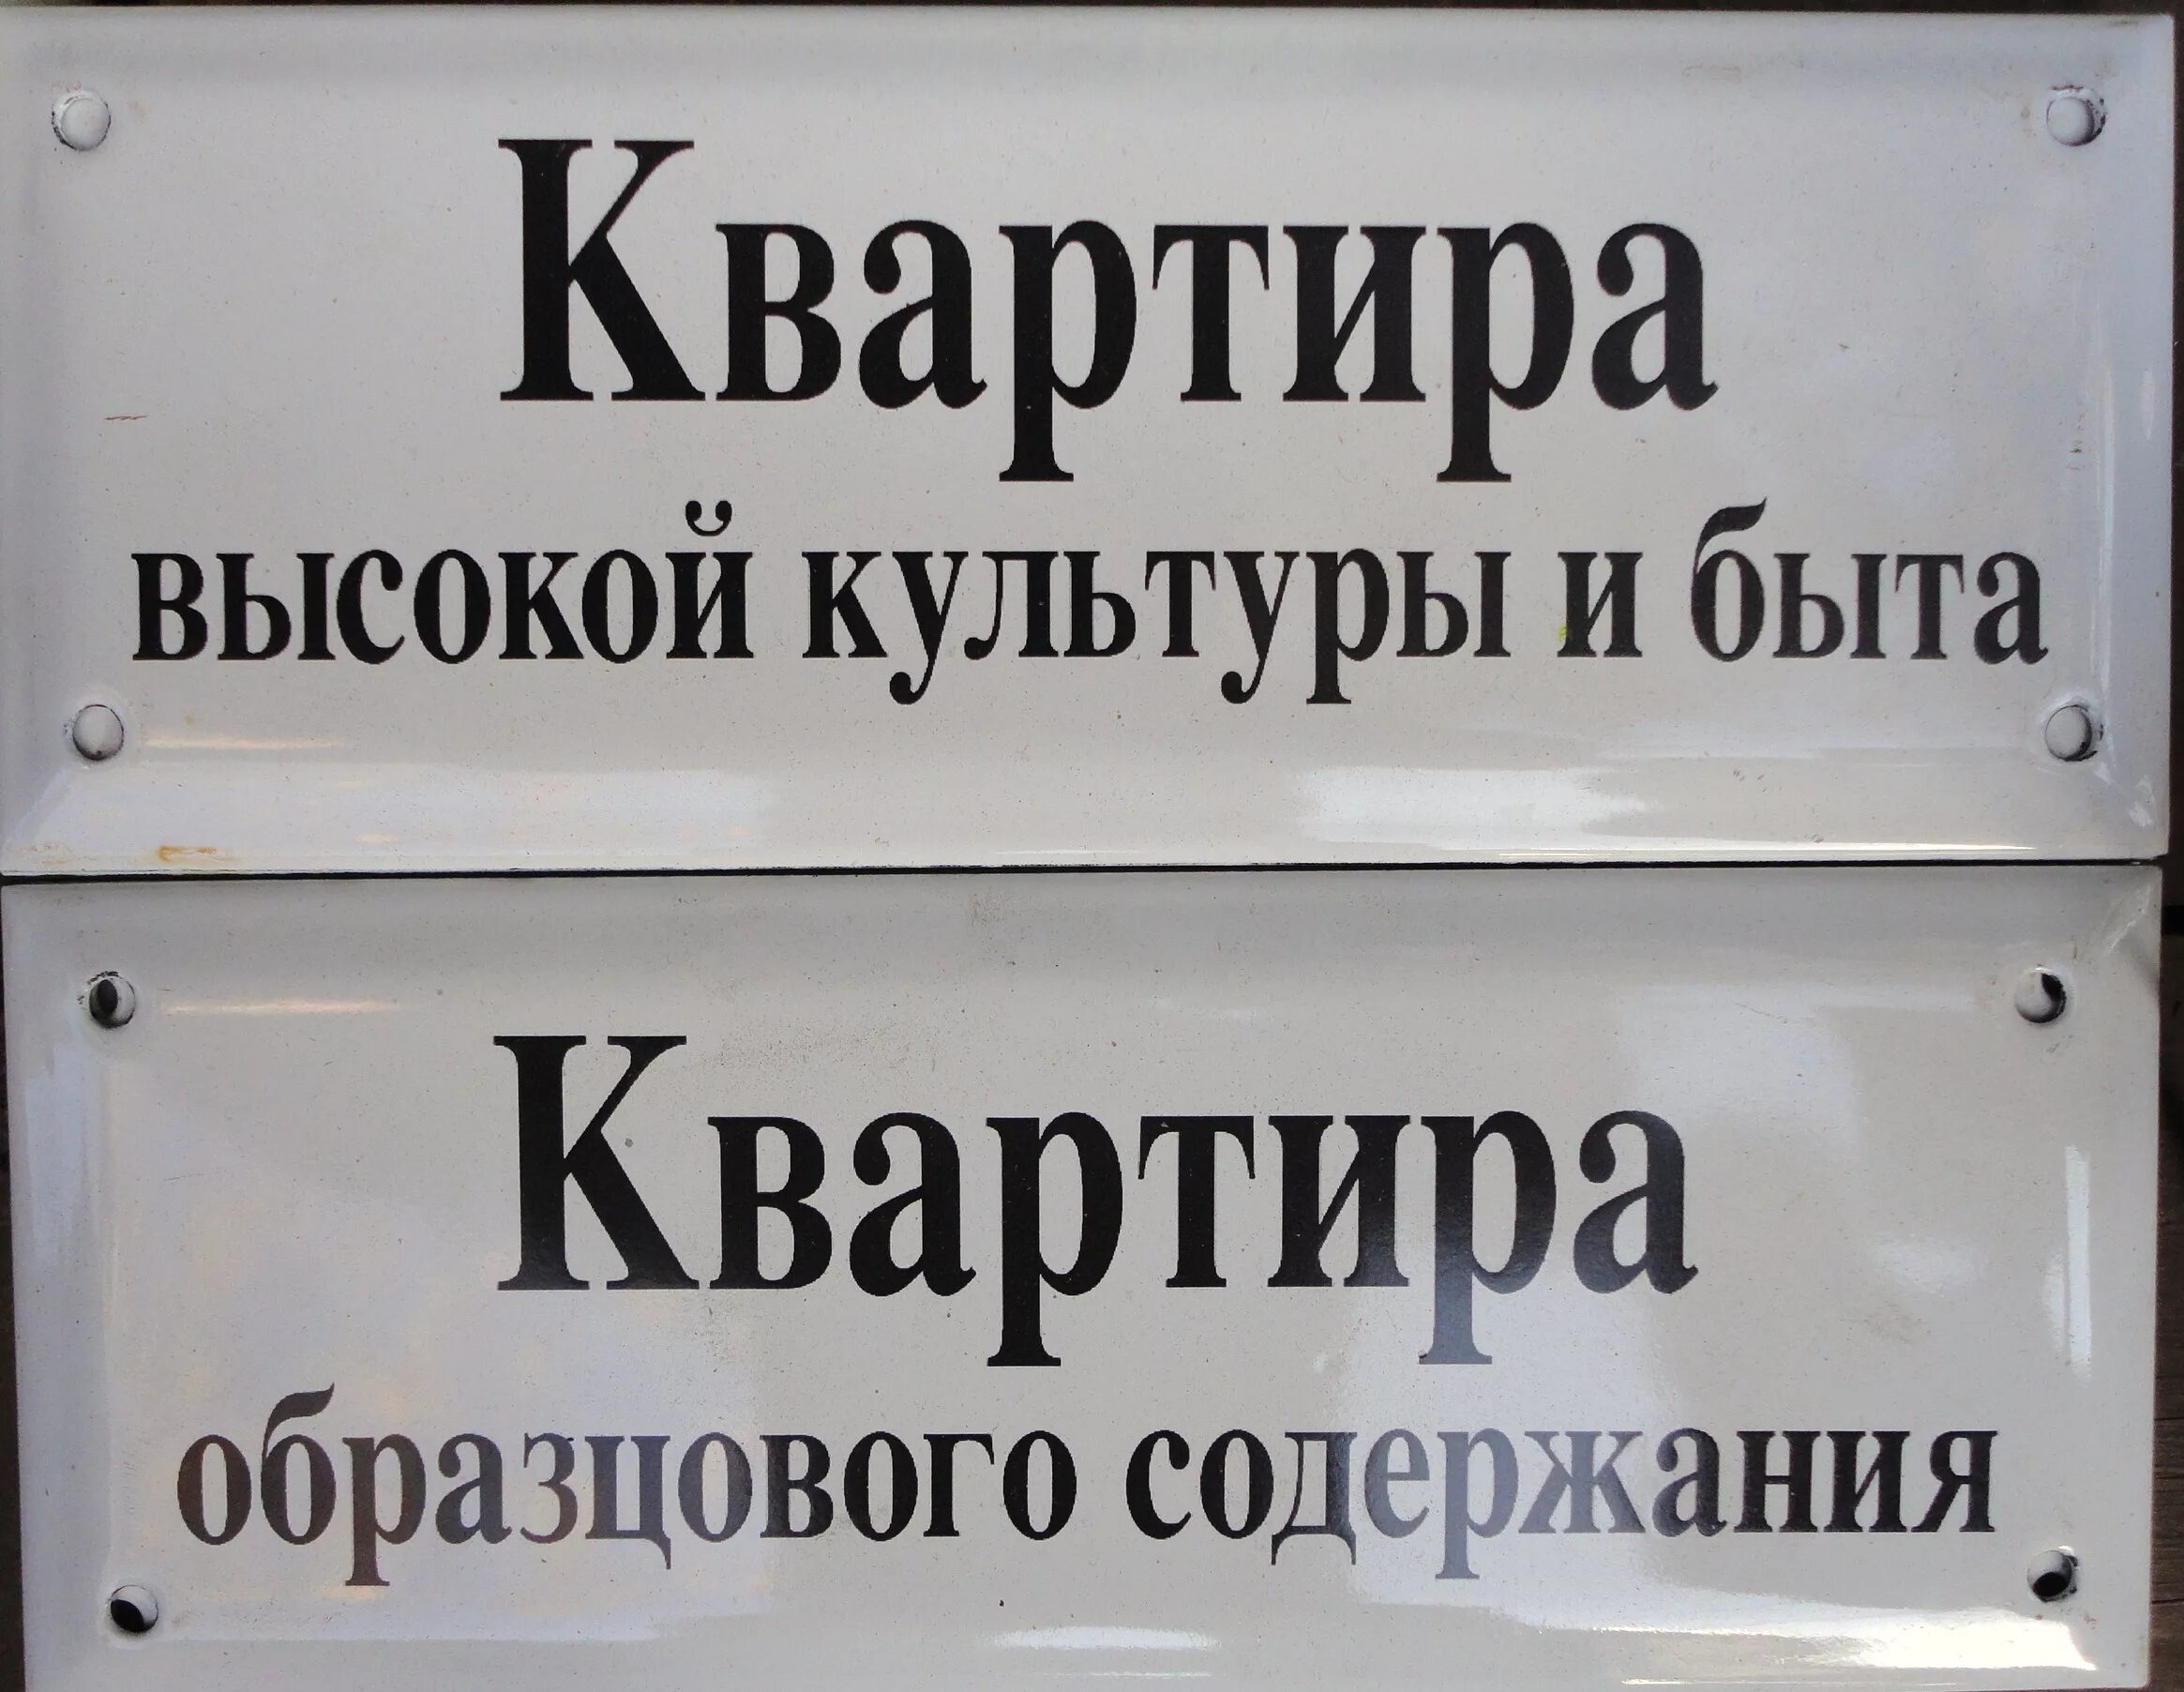 Квартира
высокой культуры и быта
Квартира
образцового содержания